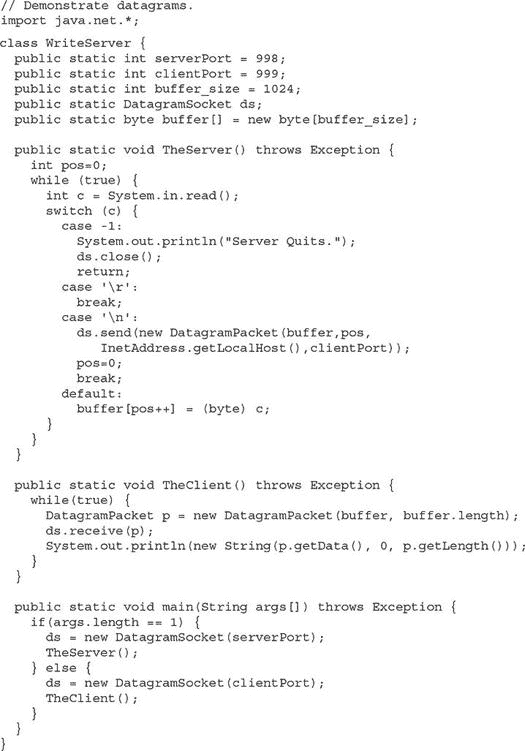 // Demonstrate datagrams.
import java.net.*;
class WriteServer {
  public static int serverPort = 998;
  public static int clientPort = 999;
  public static int buffer_size = 1024;
  public static DatagramSocket ds;
  public static byte buffer[] = new byte[buffer_size];
  public static void TheServer() throws Exception {
    int pos=0;
    while (true) {
      int c = System.in.read();
      switch (c) {
        case -1:
          System.out.println("Server Quits.");
          ds.close();
          return;
        case '\r':
          break;
        case '\n':
          ds.send(new DatagramPacket(buffer,pos,
             InetAddress.getLocalHost(),clientPort));
          pos=0;
          break;
        default:
          buffer[pos++] = (byte) c;
      }
    }
  }
  public static void TheClient() throws Exception {
    while(true) {
      DatagramPacket p = new DatagramPacket(buffer, buffer.length);
      ds.receive(p);
      System.out.println(new String(p.getData(), 0, p.getLength()));
    }
  }
  public static void main(String args[]) throws Exception {
    if(args.length == 1) {
      ds = new DatagramSocket(serverPort);
      TheServer();
    } else {
      ds = new DatagramSocket(clientPort);
      TheClient();
    }
  }
}